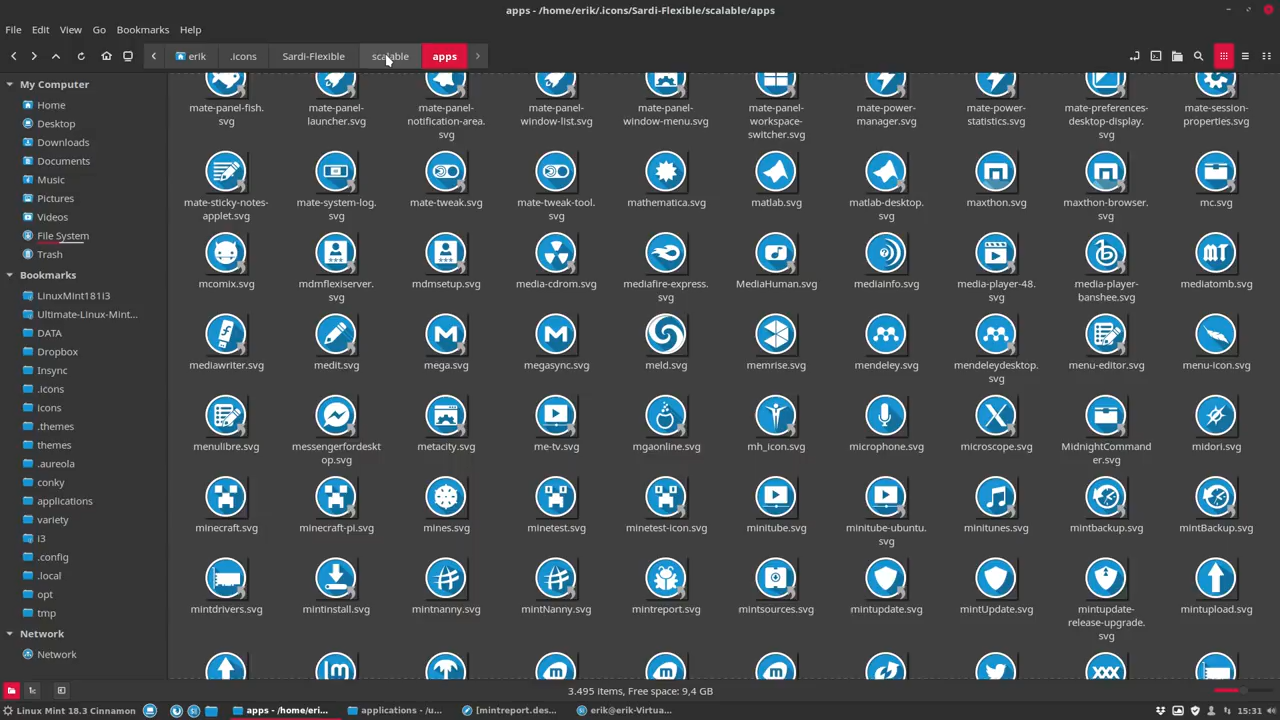 apps - /home/erik/.icons/Sardi-Flexible/scalable/apps
File Edit View Go Bookmarks Help
erik .icons Sardi-Flexible scalable apps
My Computer
Home
Desktop
Downloads
Documents
Music
Pictures
Videos
File System
Trash
Bookmarks
LinuxMint181i3
Ultimate-Linux-Mint...
DATA
Dropbox
Insync
.icons
icons
.themes
themes
.aureola
conky
applications
variety
i3
.config
.local
opt
tmp
Network
Network
mate-panel-fish.
svg
mate-panel-
launcher.svg
mate-panel-
notification-area.
svg
mate-panel-
window-list.svg
mate-panel-
window-menu.svg
mate-panel-
workspace-
switcher.svg
mate-power-
manager.svg
mate-power-
statistics.svg
mate-preferences-
desktop-display.
svg
mate-session-
properties.svg
mate-sticky-notes-
applet.svg
mate-system-log.
svg
mate-tweak.svg
mate-tweak-tool.
svg
mathematica.svg
matlab.svg
matlab-desktop.
svg
maxthon.svg
maxthon-browser.
svg
mc.svg
mcomix.svg
mdmflexiserver.
svg
mdmsetup.svg
media-cdrom.svg
mediafire-express.
svg
MediaHuman.svg
mediainfo.svg
media-player-48.
svg
media-player-
banshee.svg
mediatomb.svg
mediawriter.svg
medit.svg
mega.svg
megasync.svg
meld.svg
memrise.svg
mendeley.svg
mendeleydesktop.
svg
menu-editor.svg
menu-icon.svg
menulibre.svg
messengerfordeskt
op.svg
metacity.svg
me-tv.svg
mgaonline.svg
mh_icon.svg
microphone.svg
microscope.svg
MidnightCommand
er.svg
midori.svg
minecraft.svg
minecraft-pi.svg
mines.svg
minetest.svg
minetest-icon.svg
minitube.svg
minitube-ubuntu.
svg
minitunes.svg
mintbackup.svg
mintBackup.svg
mintdrivers.svg
mintinstall.svg
mintnanny.svg
mintNanny.svg
mintreport.svg
mintsources.svg
mintupdate.svg
mintUpdate.svg
mintupdate-
release-upgrade.
svg
mintupload.svg
3.495 items, Free space: 9,4 GB
Linux Mint 18.3 Cinnamon apps - /home/eri... applications - /u... [mintreport.des... erik@erik-Virtua... 15:31